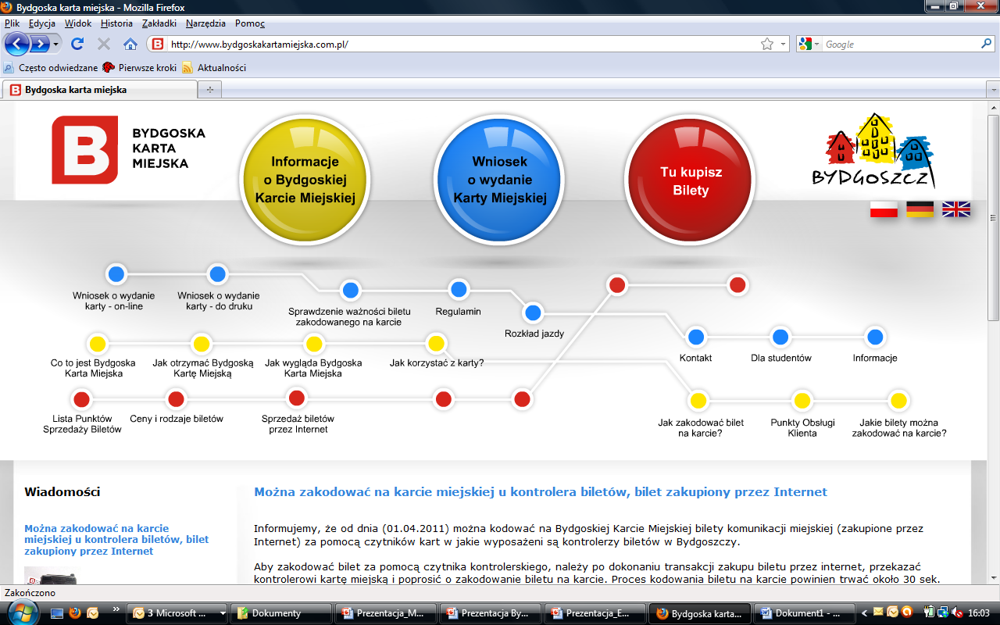 Bydgoska karta miejska - Mozilla Firefox
Plik Edycja Widok Historia Zakładki Narzędzia Pomoc
http://www.bydgoskakartamiejska.com.pl/
Google
Często odwiedzane Pierwsze kroki Aktualności
Bydgoska karta miejska
B
BYDGOSKA
KARTA
MIEJSKA
Informacje
o Bydgoskiej
Karcie Miejskiej
Wniosek
o wydanie
Karty Miejskiej
Tu kupisz
Bilety
BYDGOSZCZ
Wniosek o wydanie
karty - on-line
Wniosek o wydanie
karty - do druku
Sprawdzenie ważności biletu
zakodowanego na karcie
Regulamin
Rozkład jazdy
Kontakt
Dla studentów
Informacje
Co to jest Bydgoska
Karta Miejska
Jak otrzymać Bydgoską
Kartę Miejską
Jak wygląda Bydgoska
Karta Miejska
Jak korzystać z karty?
Lista Punktów
Sprzedaży Biletów
Ceny i rodzaje biletów
Sprzedaż biletów
przez Internet
Jak zakodować bilet
na karcie?
Punkty Obsługi
Klienta
Jakie bilety można
zakodować na karcie?
Wiadomości
Można zakodować na karcie
miejskiej u kontrolera biletów, bilet
zakupiony przez Internet
Można zakodować na karcie miejskiej u kontrolera biletów, bilet zakupiony przez Internet
Informujemy, że od dnia (01.04.2011) można kodować na Bydgoskiej Karcie Miejskiej bilety komunikacji miejskiej (zakupione przez
Internet) za pomocą czytników kart w jakie wyposażeni są kontrolerzy biletów w Bydgoszczy.
Aby zakodować bilet za pomocą czytnika kontrolerskiego, należy po dokonaniu transakcji zakupu biletu przez internet, przekazać
kontrolerowi kartę miejską i poprosić o zakodowanie biletu na karcie. Proces kodowania biletu na karcie powinien trwać około 30 sek.
Zakończono
3 Microsoft ...
Dokumenty
Prezentacja_M...
Prezentacja By...
Prezentacja_E...
Bydgoska karta...
Dokument1 - ...
16:03